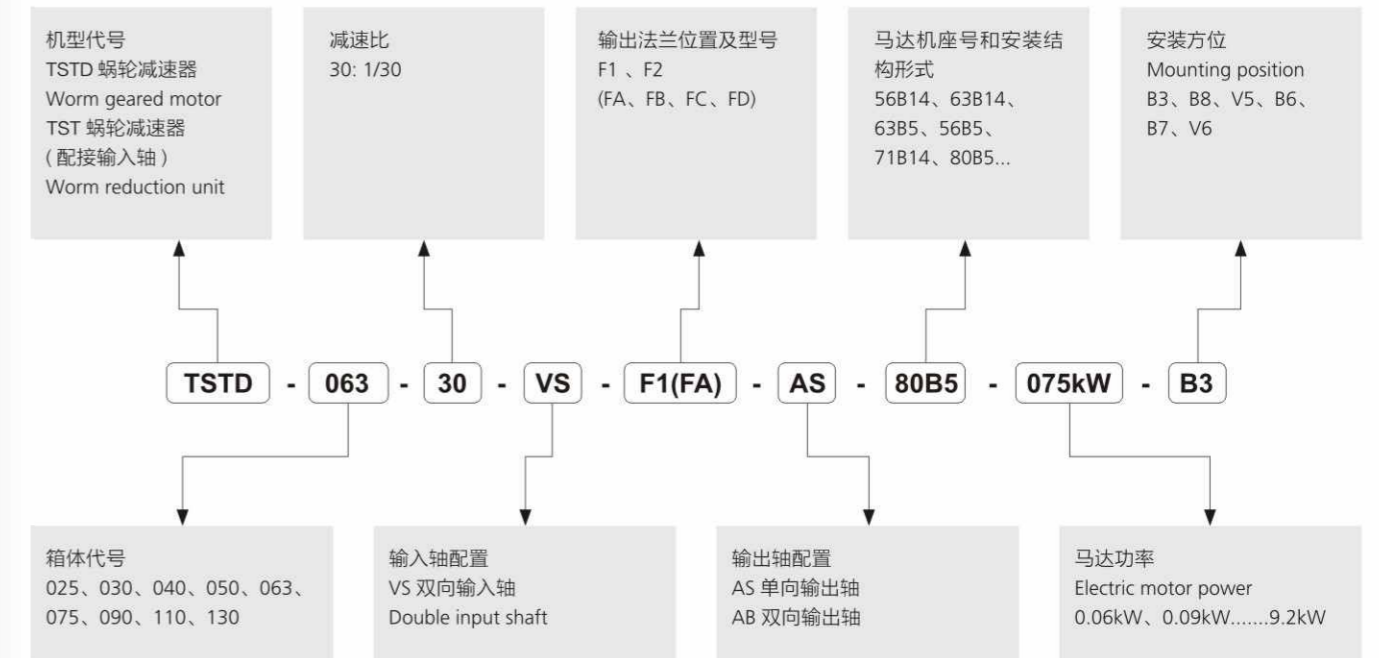 机型代号
TSTD 蜗轮减速器
Worm geared motor
TST 蜗轮减速器
( 配接输入轴 )
Worm reduction unit
减速比
30: 1/30
输出法兰位置及型号
F1 、F2
(FA、FB、FC、FD)
马达机座号和安装结
构形式
56B14、63B14、
63B5、56B5、
71B14、80B5...
安装方位
Mounting position
B3、B8、V5、B6、
B7、V6
TSTD - 063 - 30 - VS - F1(FA) - AS - 80B5 - 075kW - B3
箱体代号
025、030、040、050、063、
075、090、110、130
输入轴配置
VS 双向输入轴
Double input shaft
输出轴配置
AS 单向输出轴
AB 双向输出轴
马达功率
Electric motor power
0.06kW、0.09kW.......9.2kW